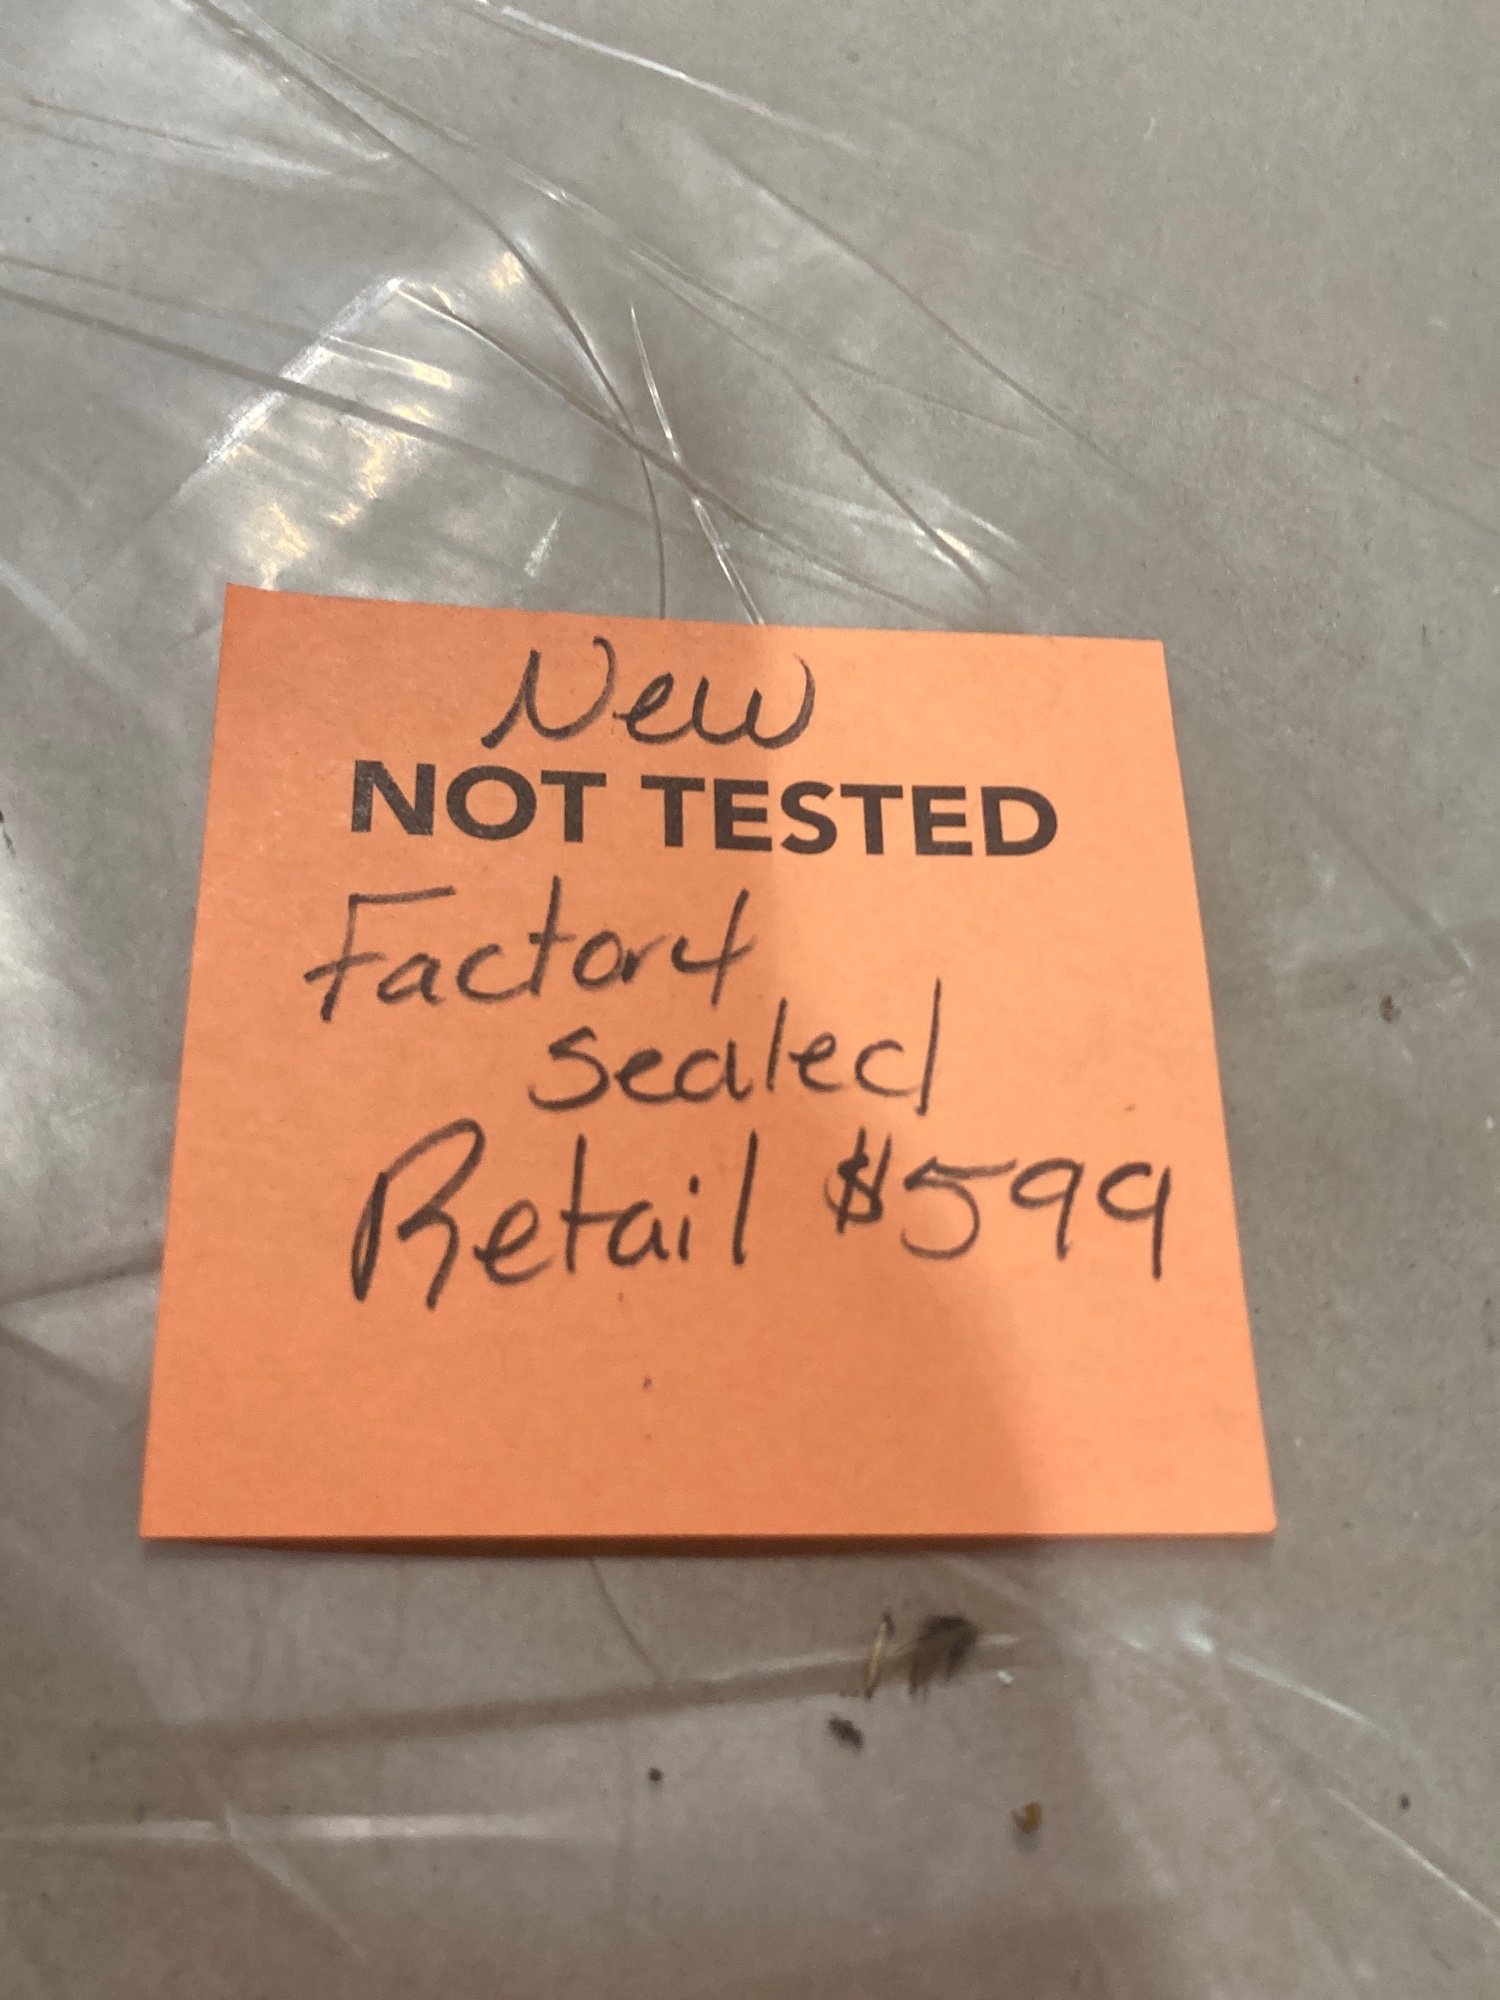 New
NOT TESTED
Factory
sealed
Retail $599